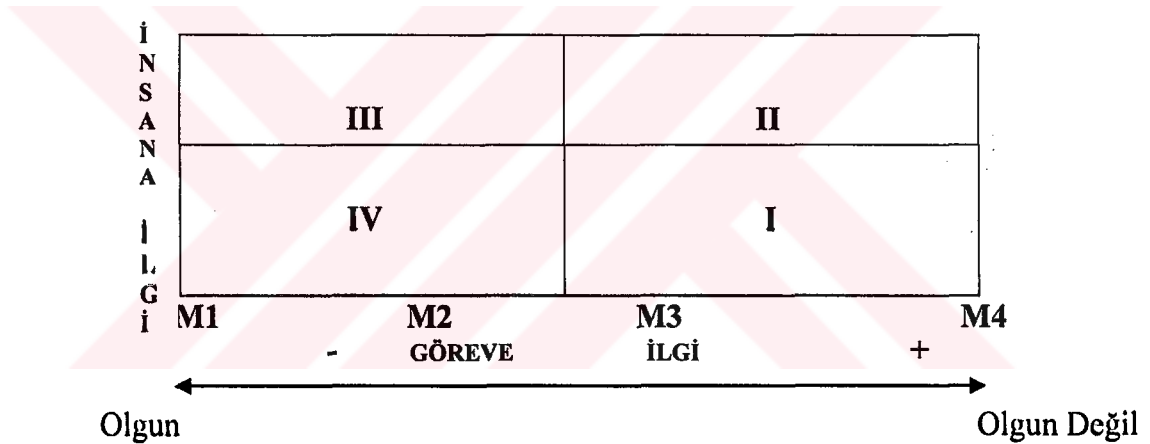 İNSANA İLGİ
III II
IV I
M1 M2 M3 M4
- GÖREVE İLGİ +
Olgun Olgun Değil